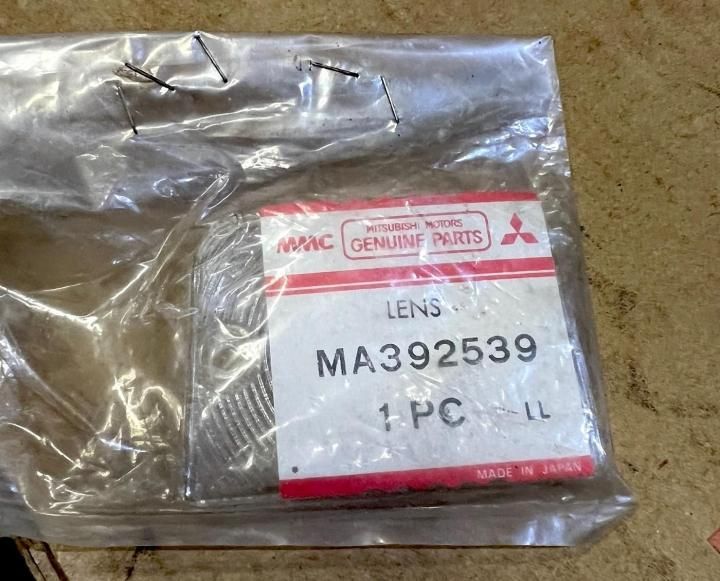 MMC
MITSUBISHI MOTORS
GENUINE PARTS
LENS
MA392539
1 PC
LL
MADE IN JAPAN